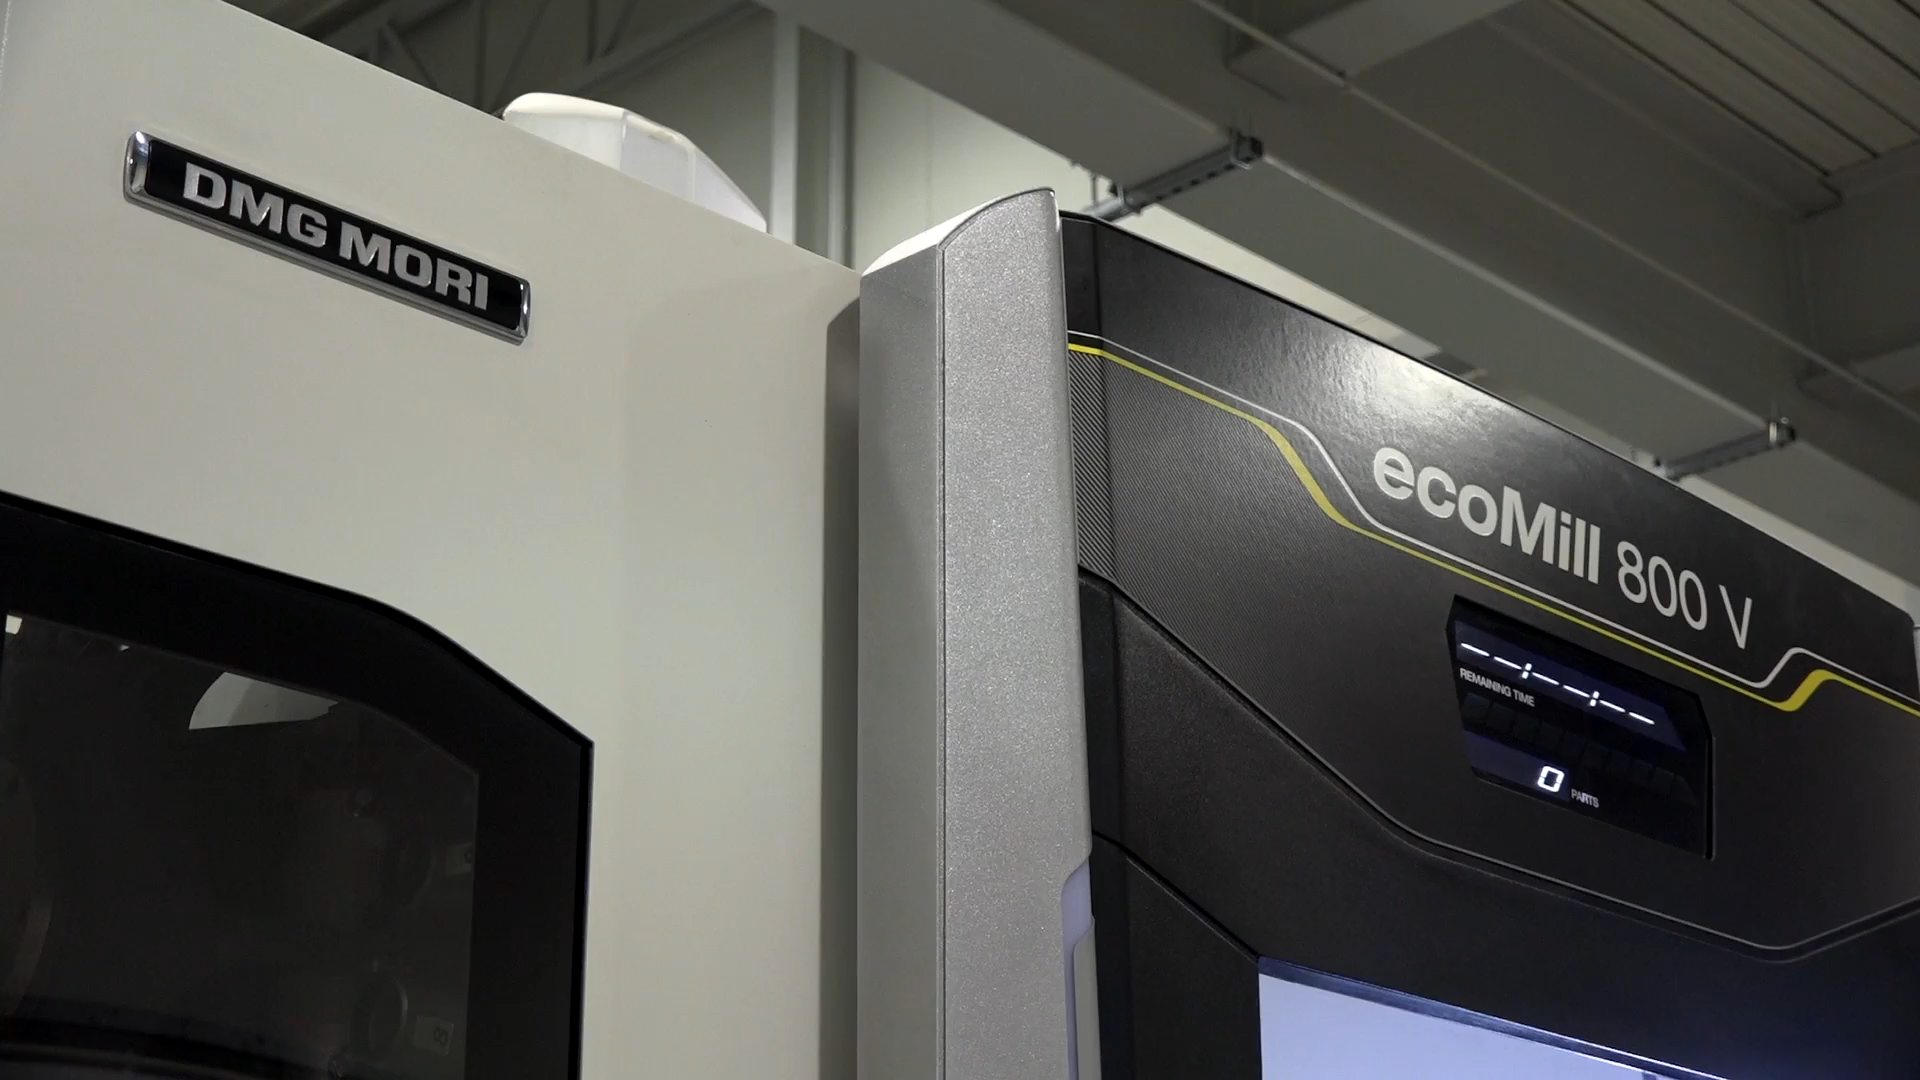 DMG MORI
ecoMill 800 V
--:--:--
REMAINING TIME
0 PARTS